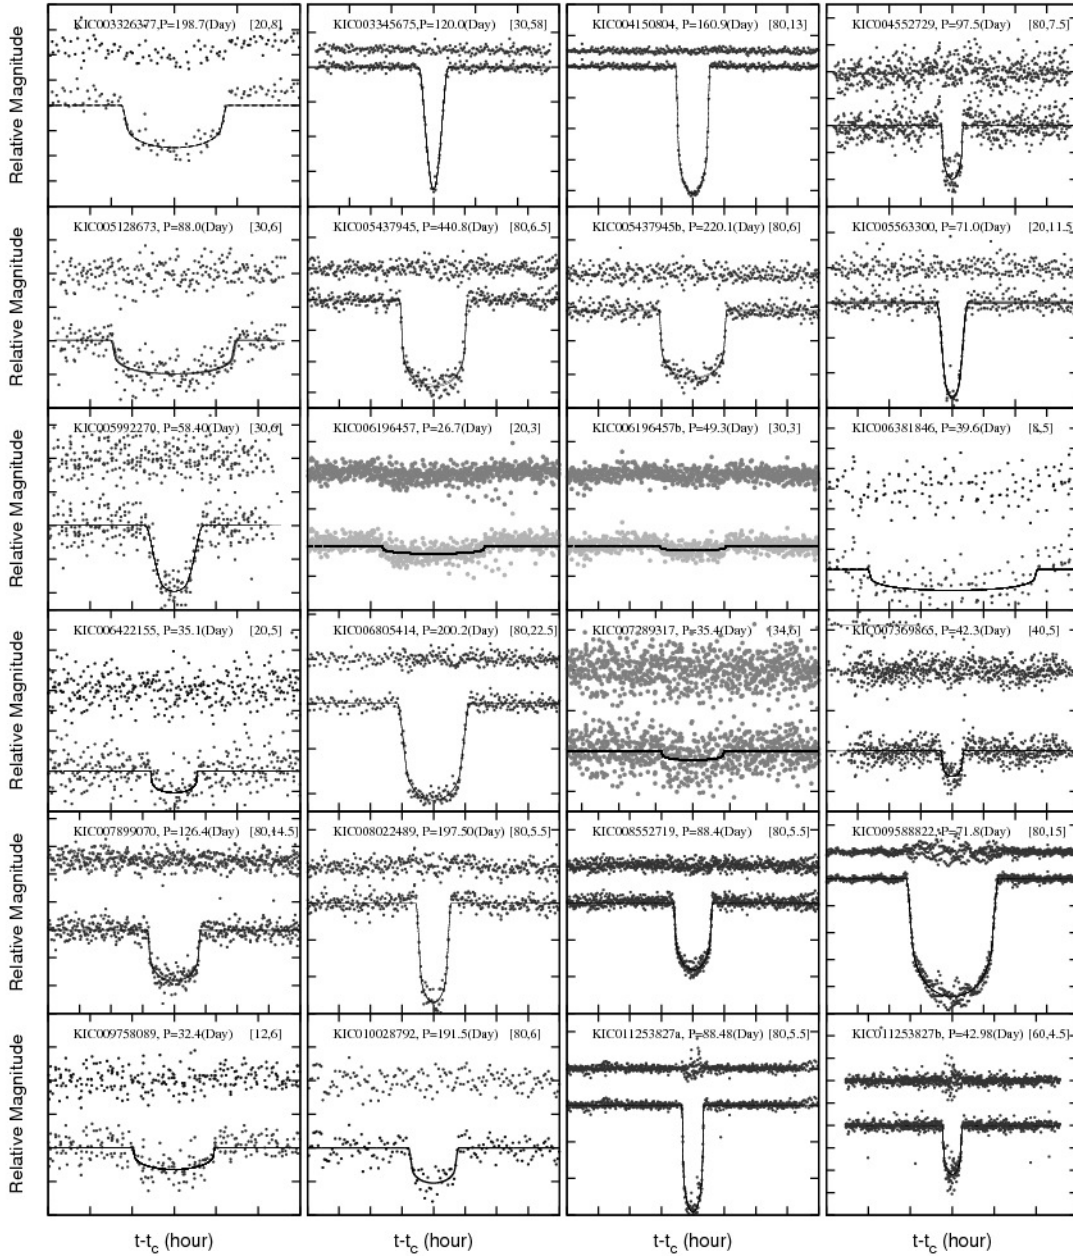 Relative Magnitude
KIC003326377,P=198.7(Day) [20,8]
KIC003345675, P=120.0(Day) [30,58]
KIC004150804, P=160.9(Day) [80,13]
KIC004552729, P=97.5(Day) [80,7.5]
Relative Magnitude
KIC005128673, P=88.0(Day) [30,6]
KIC005437945, P=440.8(Day) [80,6.5]
KIC005437945b, P=220.1(Day) [80,6]
KIC005563300, P=71.0(Day) [20,11.5]
Relative Magnitude
KIC005992270, P=58.40(Day) [30,6]
KIC006196457, P=26.7(Day) [20,3]
KIC006196457b, P=49.3(Day) [30,3]
KIC006381846, P=39.6(Day) [8,5]
Relative Magnitude
KIC006422155, P=35.1(Day) [20,5]
KIC006805414, P=200.2(Day) [80,22.5]
KIC007289317, P=35.4(Day) [34,6]
KIC007369865, P=42.3(Day) [40,5]
Relative Magnitude
KIC007899070, P=126.4(Day) [80,14.5]
KIC008022489, P=197.50(Day) [80,5.5]
KIC008552719, P=88.4(Day) [80,5.5]
KIC009588822, P=71.8(Day) [80,15]
Relative Magnitude
KIC009758089, P=32.4(Day) [12,6]
KIC010028792, P=191.5(Day) [80,6]
KIC011253827a, P=88.48(Day) [80,5.5]
KIC011253827b, P=42.98(Day) [60,4.5]
t-tc (hour)
t-tc (hour)
t-tc (hour)
t-tc (hour)